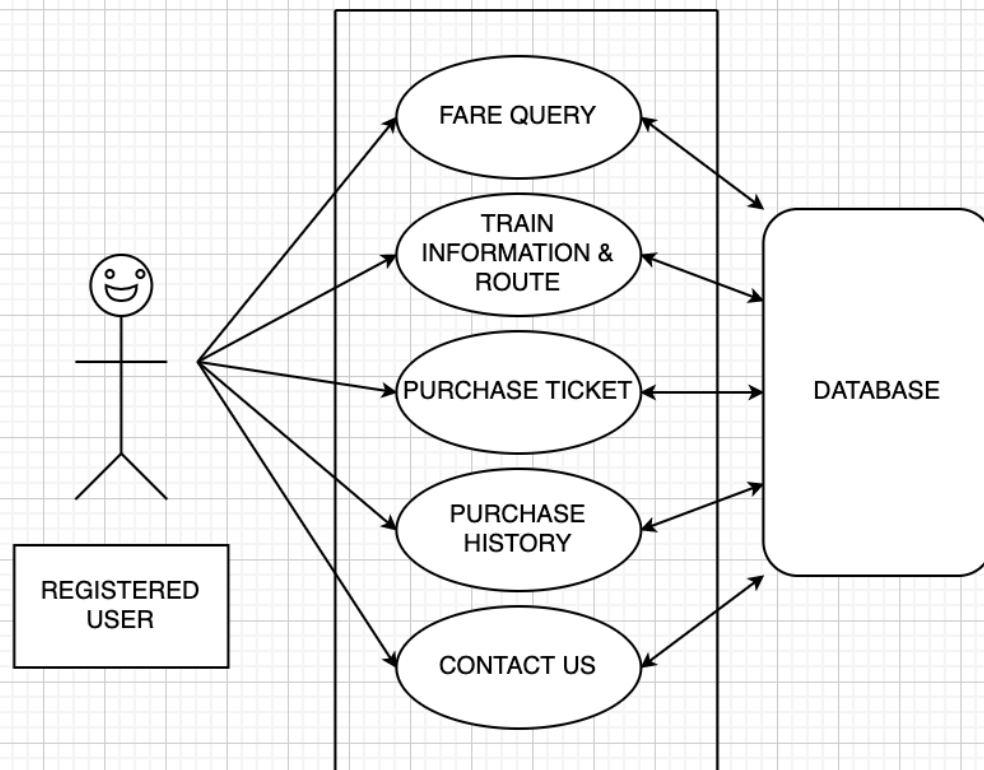 FARE QUERY
TRAIN
INFORMATION &
ROUTE
PURCHASE TICKET
DATABASE
PURCHASE
HISTORY
REGISTERED
USER
CONTACT US